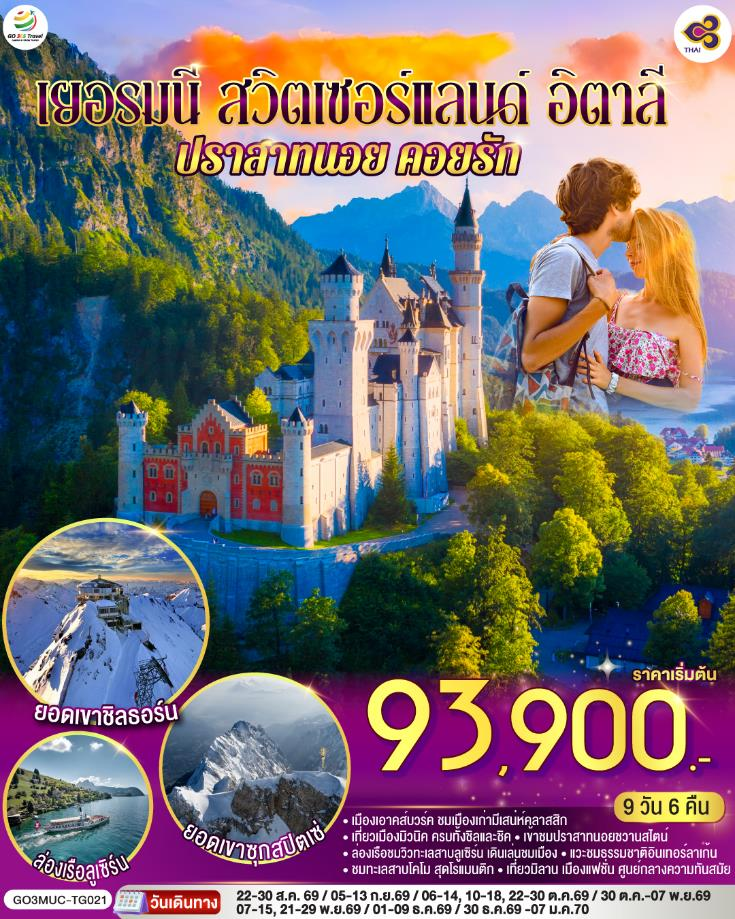 GO 365 Travel
THAI
เยอรมนี สวิตเซอร์แลนด์ อิตาลี
ปราสาทนอย คอยรัก
ยอดเขาชิลธอร์น
ยอดเขาซุกสปิตเซ่
ล่องเรือลูเซิร์น
ราคาเริ่มต้น
93,900.-
9 วัน 6 คืน
• เมืองเอาคส์บวร์ค ชมเมืองเก่ามีเสน่ห์คูลาสสิก
• เที่ยวเมืองมิวนิค ครบทั้งชิลและชิค • เขาชมปราสาทนอยชวานสไตน์
• ล่องเรือชมวิวทะเลสาบลูเซิร์น เดินเล่นชมเมือง • แวะชมธรรมชาติอินเทอร์ลาเก้น
• ชมทะเลสาบโคโม สุดโรแมนติก • เที่ยวมิลาน เมืองแฟชั่น ศูนย์กลางความทันสมัย
GO3MUC-TG021
วันเดินทาง
22-30 ส.ค. 69 / 05-13 ก.ย.69 / 06-14, 10-18, 22-30 ต.ค.69 / 30 ต.ค.-07 พ.ย.69
07-15, 21-29 พ.ย.69 / 01-09 ธ.ค.69 / 30 ธ.ค.69 -07 ม.ค.70